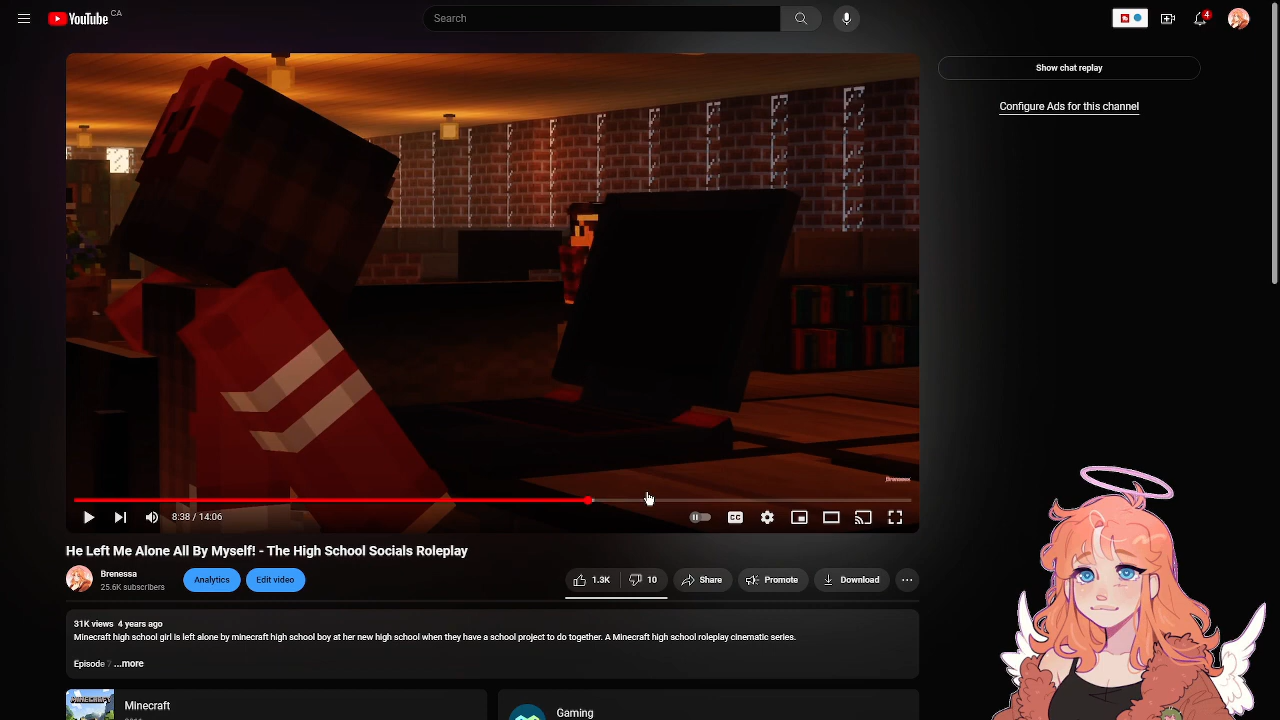 YouTube CA
Search
4
Show chat replay
Configure Ads for this channel
Brenessa
8:38 / 14:06
CC
He Left Me Alone All By Myself! - The High School Socials Roleplay
Brenessa
25.6K subscribers
Analytics
Edit video
1.3K
10
Share
Promote
Download
31K views 4 years ago
Minecraft high school girl is left alone by minecraft high school boy at her new high school when they have a school project to do together. A Minecraft high school roleplay cinematic series.
Episode 7 ...more
MINECRAFT
Minecraft
Gaming